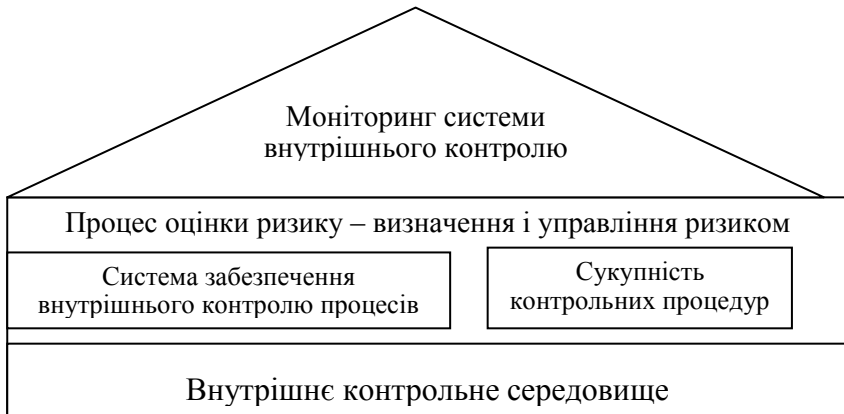 Моніторинг системи
внутрішнього контролю
Процес оцінки ризику – визначення і управління ризиком
Система забезпечення
внутрішнього контролю процесів
Сукупність
контрольних процедур
Внутрішнє контрольне середовище